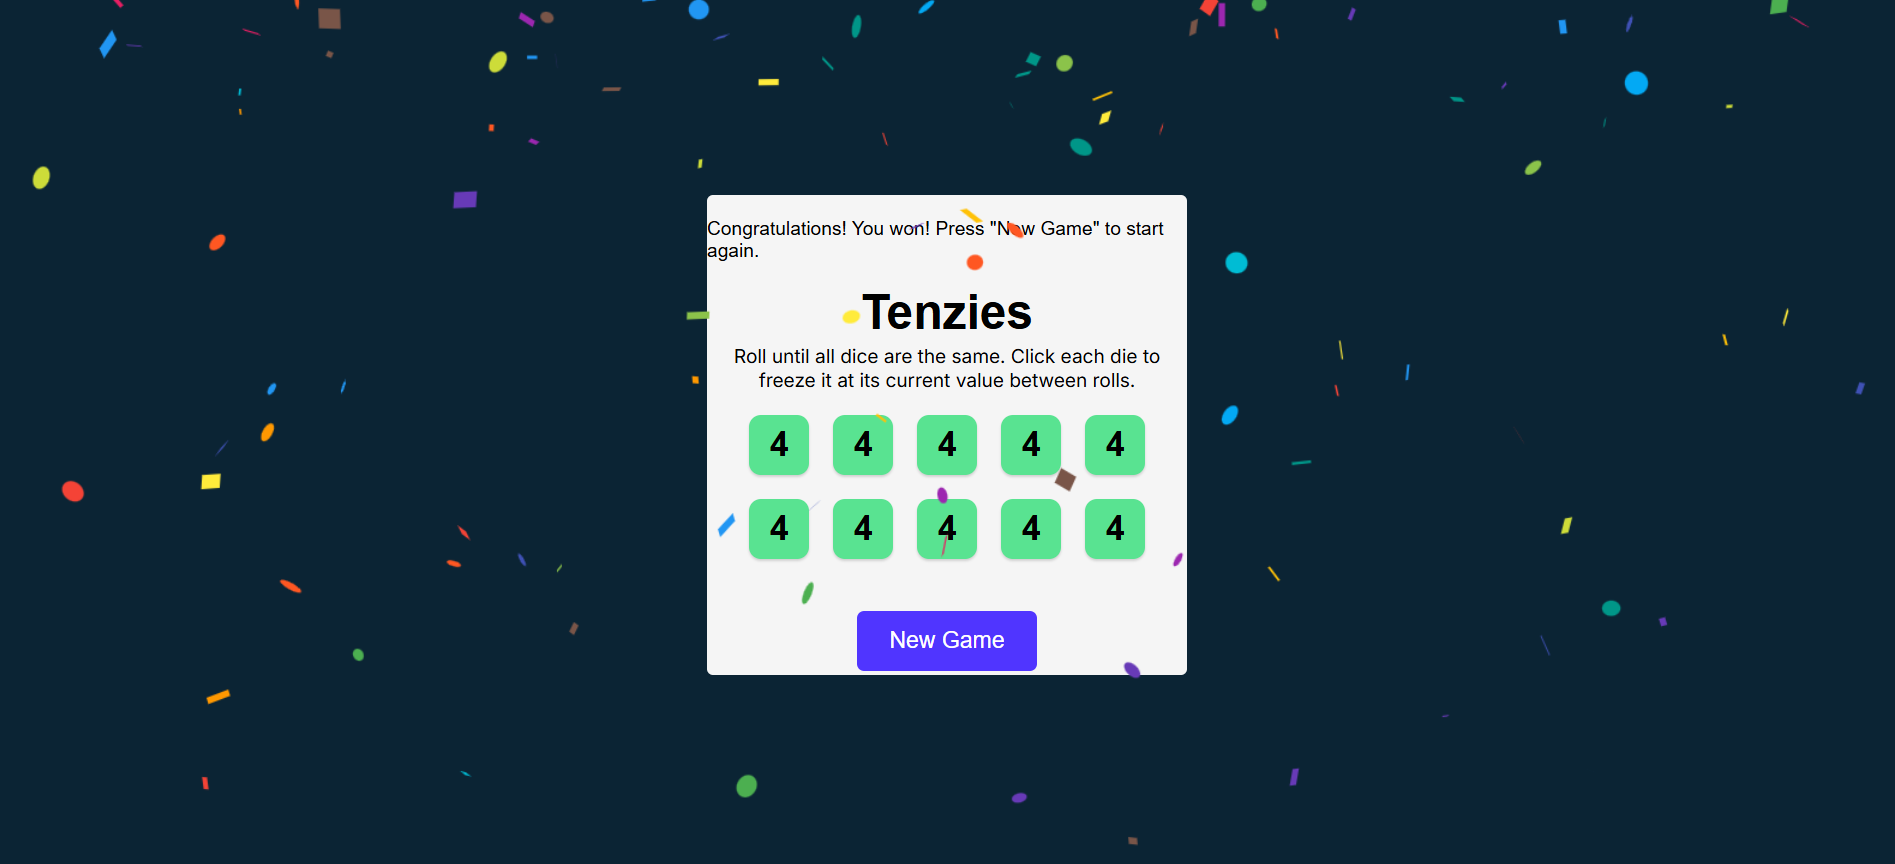 Congratulations! You won! Press "New Game" to start
again.
Tenzies
Roll until all dice are the same. Click each die to
freeze it at its current value between rolls.
4 4 4 4 4
4 4 4 4 4
New Game